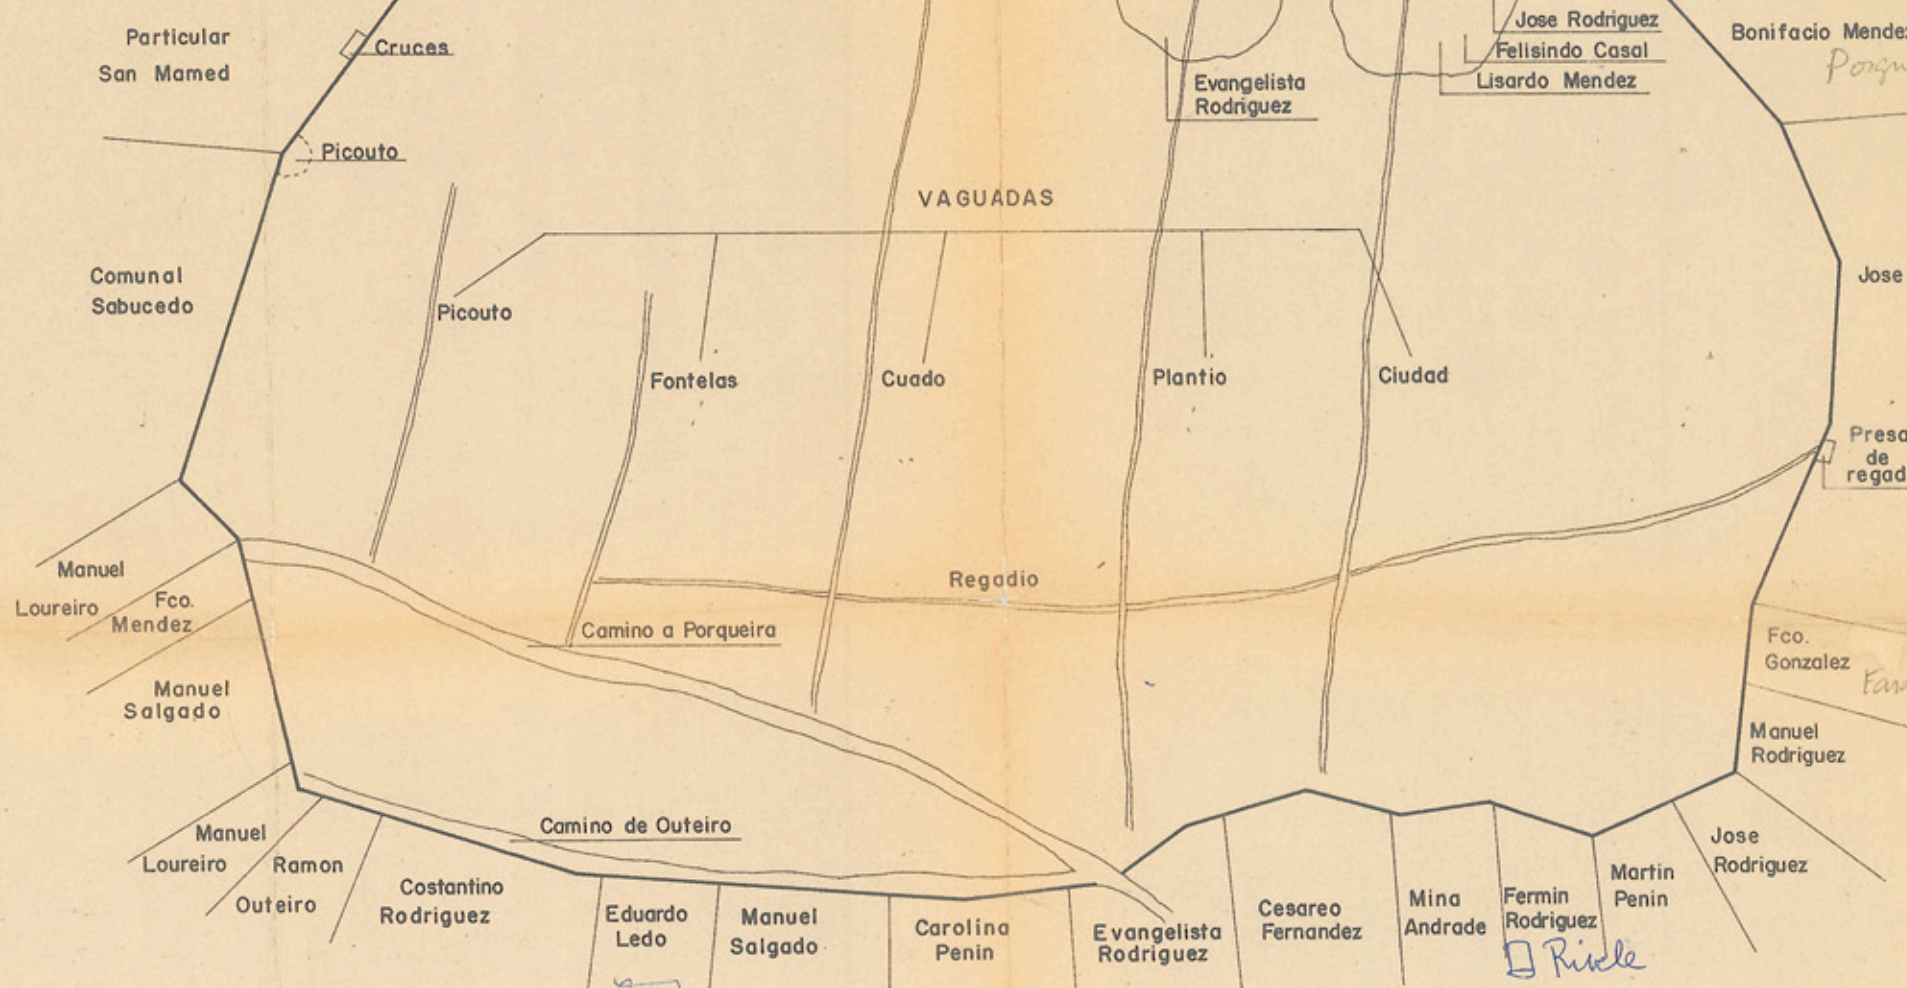 Particular
San Mamed
Cruces
Picouto
Evangelista
Rodriguez
Jose Rodriguez
Felisindo Casal
Lisardo Mendez
Bonifacio Mendez
VAGUADAS
Comunal
Sabucedo
Picouto
Fontelas
Cuado
Plantio
Ciudad
Jose
Presa
de
regad
Manuel
Loureiro
Fco.
Mendez
Manuel
Salgado
Regadio
Camino a Porqueira
Fco.
Gonzalez
Manuel
Rodriguez
Camino de Outeiro
Manuel
Loureiro
Ramon
Outeiro
Costantino
Rodriguez
Eduardo
Ledo
Manuel
Salgado
Carolina
Penin
Evangelista
Rodriguez
Cesareo
Fernandez
Mina
Andrade
Fermin
Rodriguez
Martin
Penin
Jose
Rodriguez